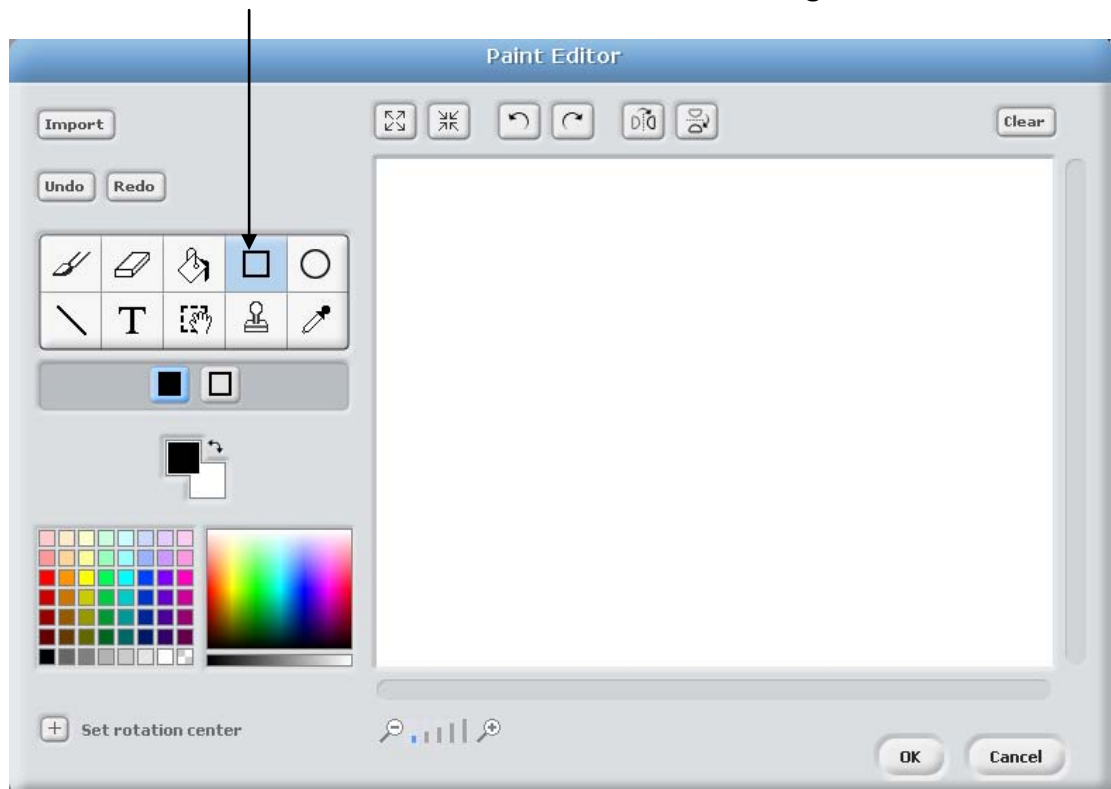 Paint Editor
Import
Clear
Undo Redo
T
Set rotation center
OK Cancel